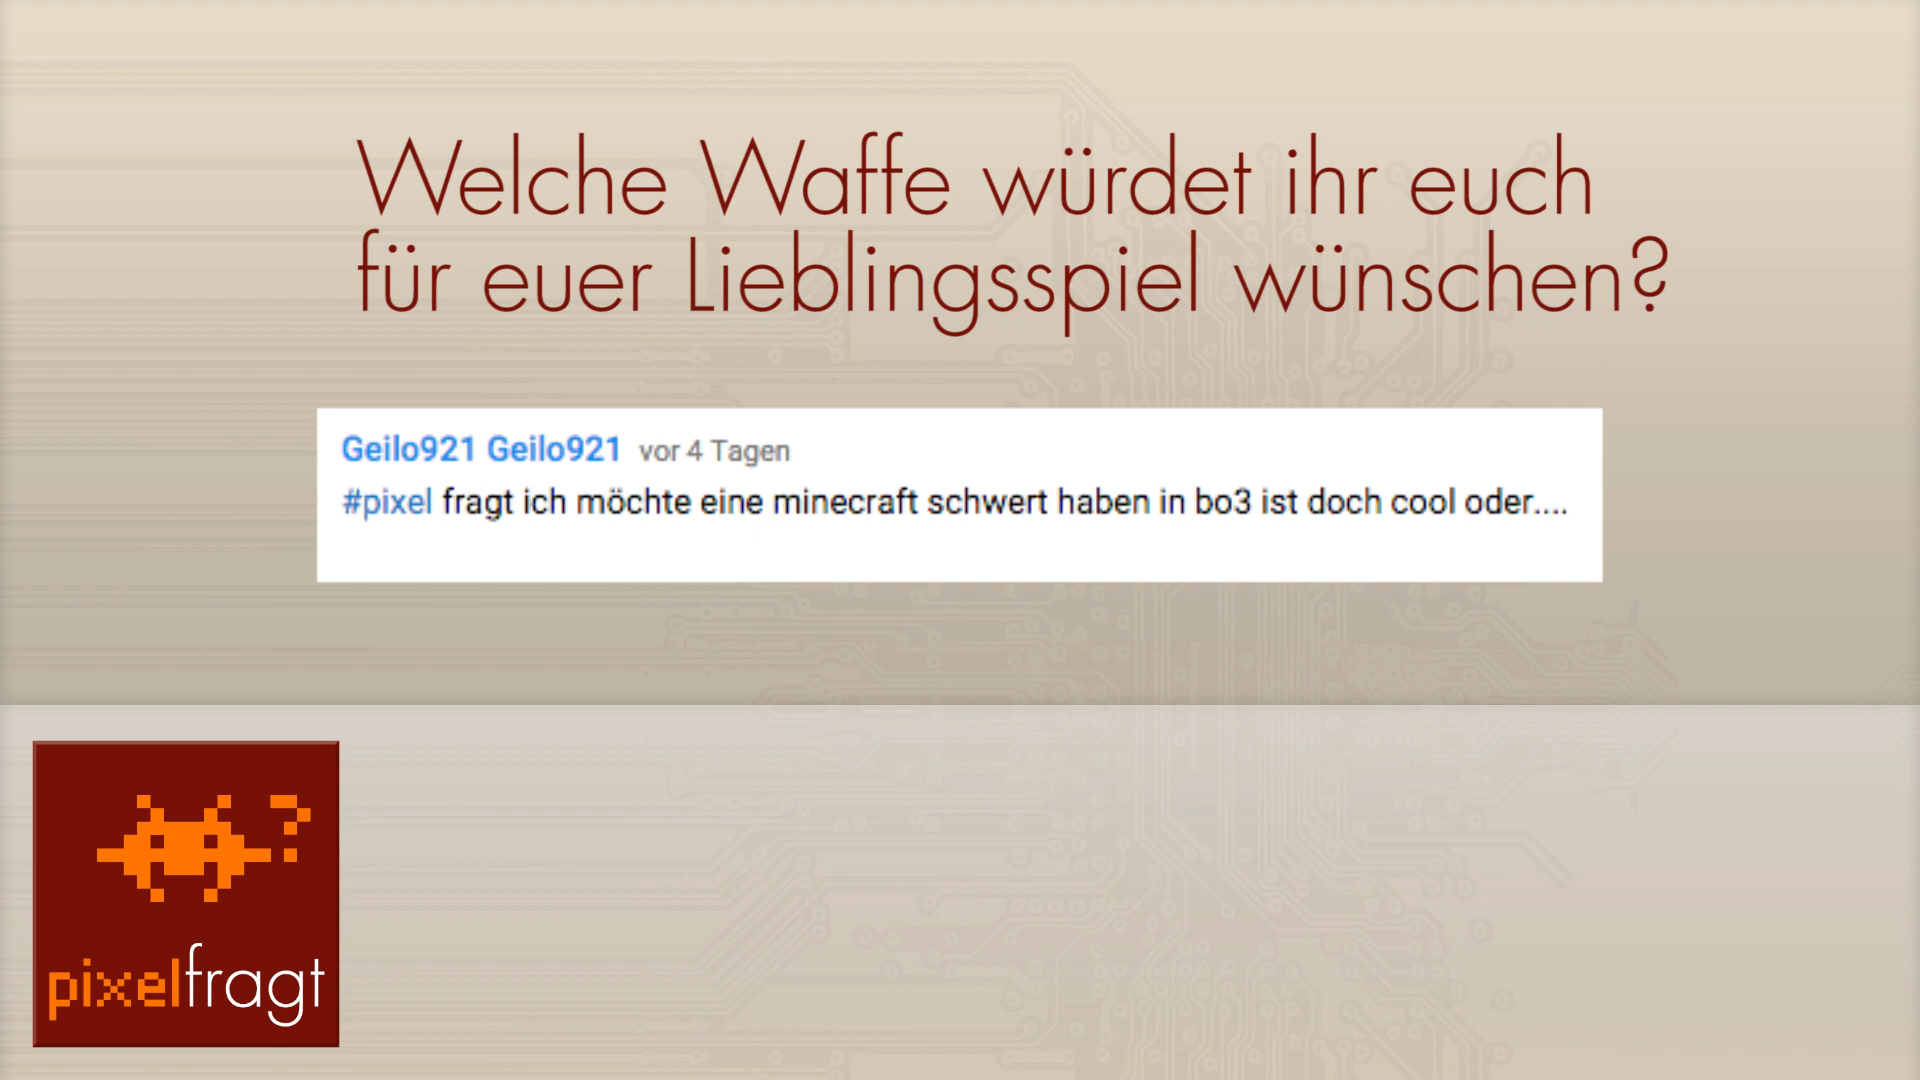 Welche Waffe würdet ihr euch
für euer Lieblingsspiel wünschen?
Geilo921 Geilo921 vor 4 Tagen
#pixel fragt ich möchte eine minecraft schwert haben in bo3 ist doch cool oder....
pixelfragt